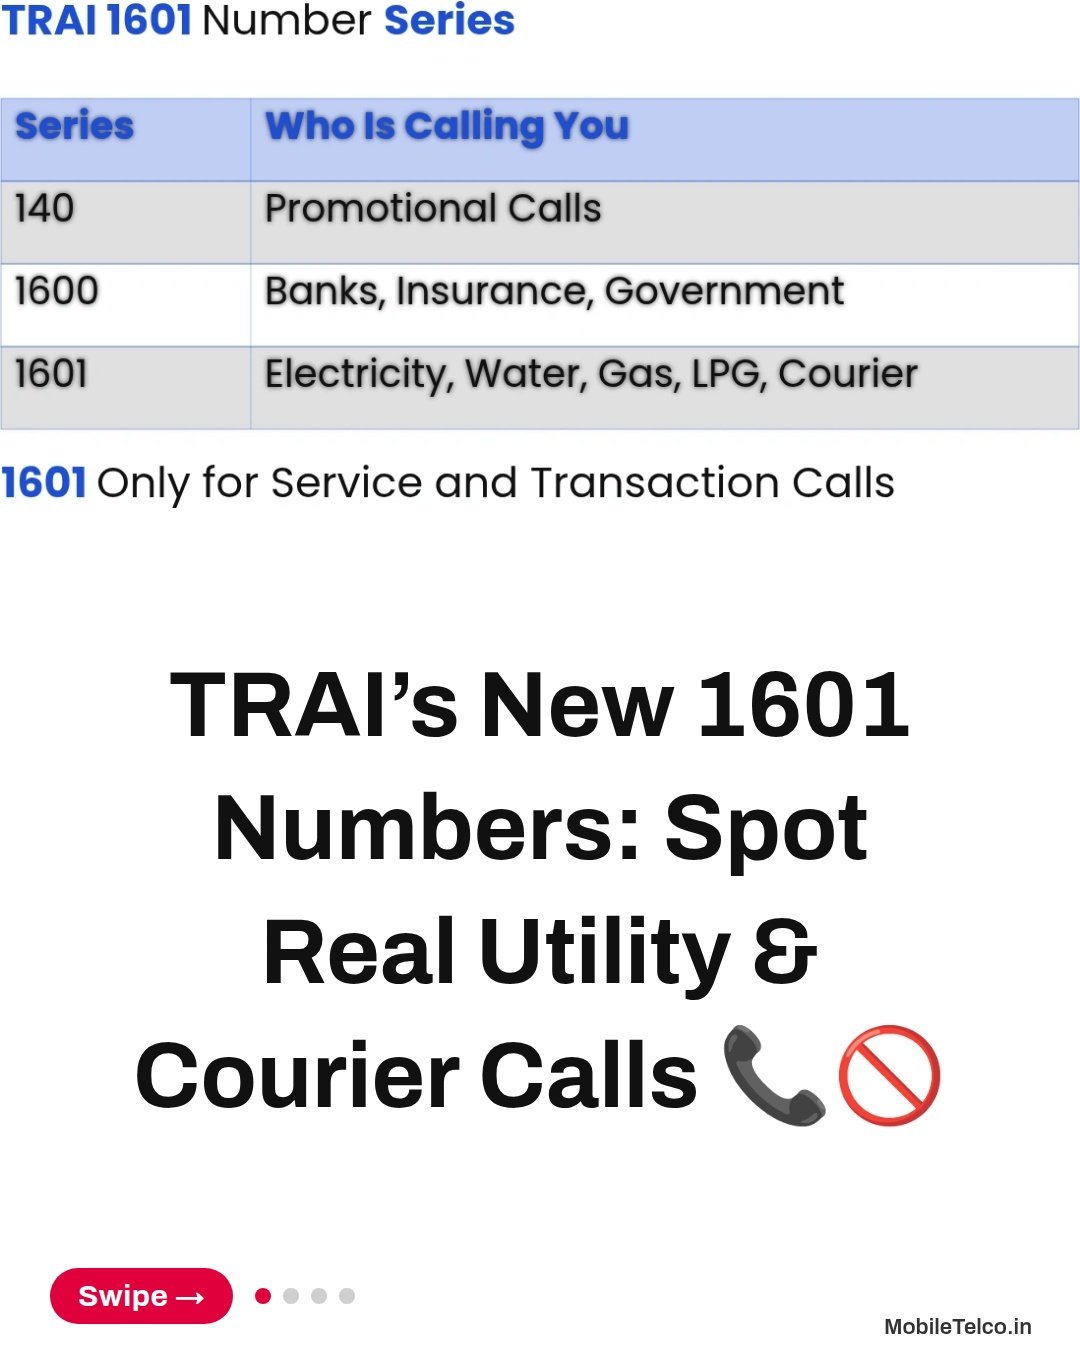 TRAI 1601 Number Series
Series Who Is Calling You
140 Promotional Calls
1600 Banks, Insurance, Government
1601 Electricity, Water, Gas, LPG, Courier
1601 Only for Service and Transaction Calls
TRAI’s New 1601
Numbers: Spot
Real Utility &
Courier Calls 📞🚫
Swipe →
MobileTelco.in